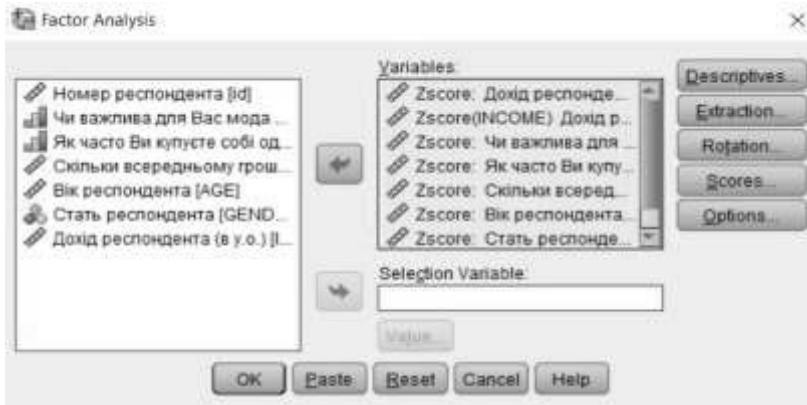 Factor Analysis
Номер респондента [id]
Чи важлива для Вас мода ...
Як часто Ви купуєте собі од...
Скільки всередньому грош...
Вік респондента [AGE]
Стать респондента [GEND...
Дохід респондента (в у.о.) [I...
Variables:
Zscore: Дохід респонде...
Zscore(INCOME) Дохід р...
Zscore: Чи важлива для ...
Zscore: Як часто Ви купу...
Zscore: Скільки всеред...
Zscore: Вік респондента...
Zscore: Стать респонде...
Selection Variable:
Value...
Descriptives...
Extraction...
Rotation...
Scores...
Options...
OK Paste Reset Cancel Help